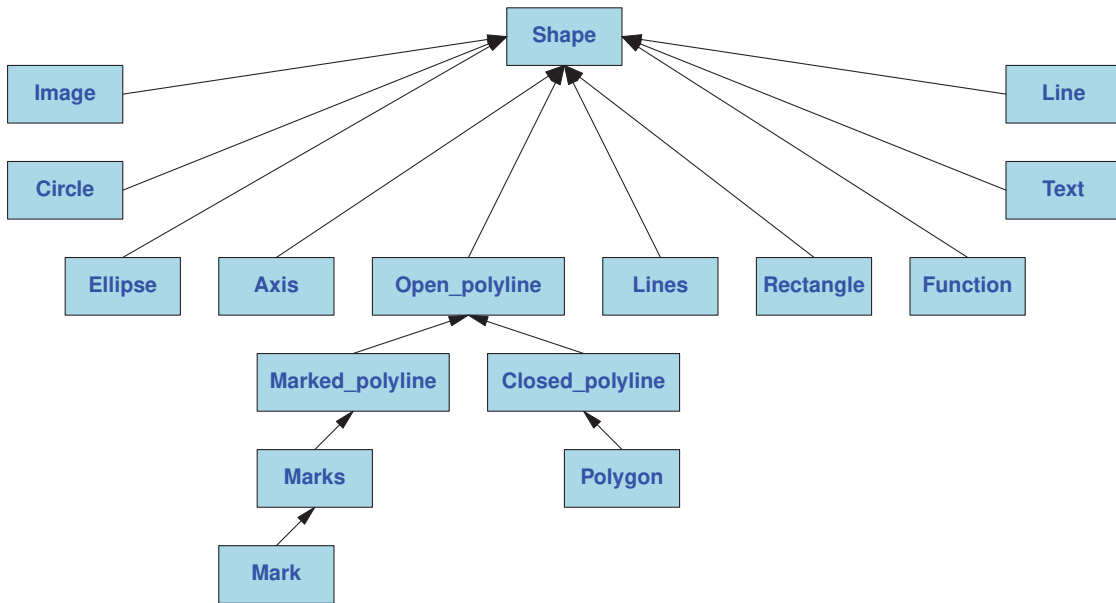 Shape
Image
Line
Circle
Text
Ellipse
Axis
Open_polyline
Lines
Rectangle
Function
Marked_polyline
Closed_polyline
Marks
Polygon
Mark